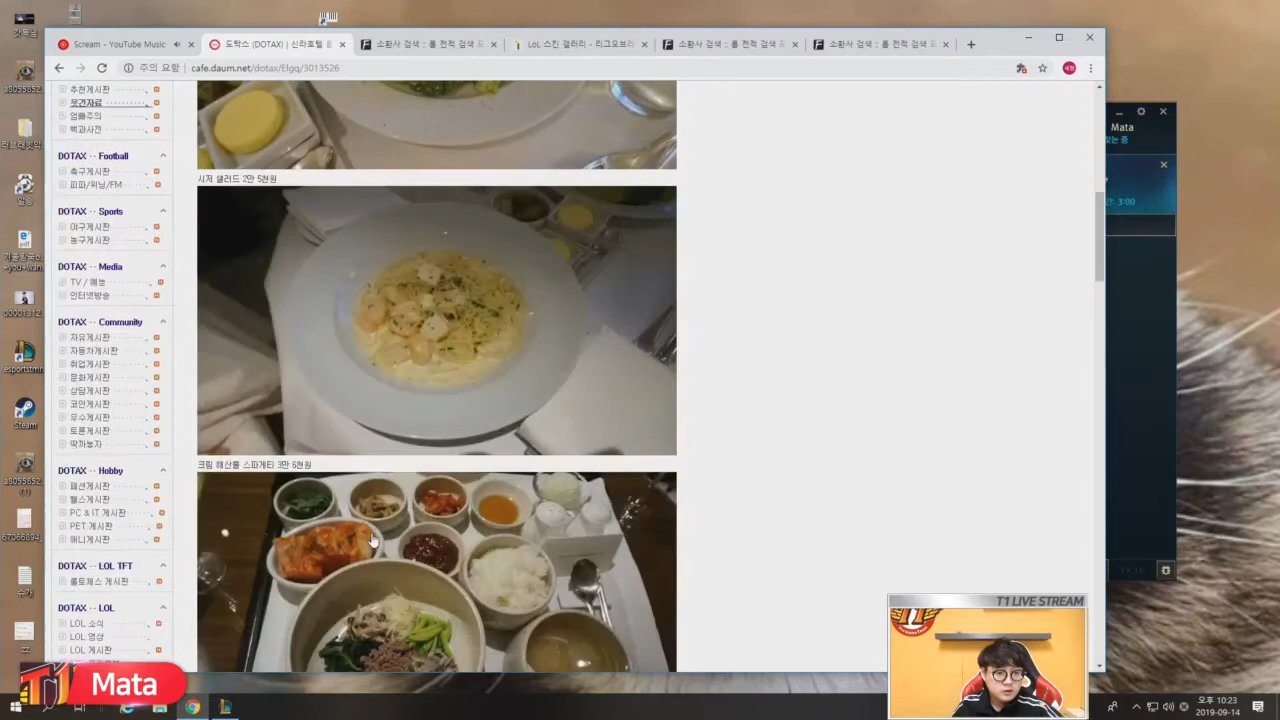 Scream - YouTube Music
도탁스 (DOTAX) | 신라호텔 룸
소환사 검색 :: 롤 전적 검색
LoL 스킨 갤러리 - 리그오브레
소환사 검색 :: 롤 전적 검색
소환사 검색 :: 롤 전적 검색
주의 요함
cafe.daum.net/dotax/Elgq/3013526
추천게시판
웃긴자료
엄빠주의
백과사전
DOTAX ·· Football
축구게시판
피파/위닝/FM
DOTAX ·· Sports
야구게시판
농구게시판
DOTAX ·· Media
TV / 예능
인터넷방송
DOTAX ·· Community
자유게시판
자동차게시판
취업게시판
문화게시판
상담게시판
코인게시판
우수게시판
토론게시판
딱까놓자
DOTAX ·· Hobby
패션게시판
헬스게시판
PC & IT 게시판
PET 게시판
애니게시판
DOTAX ·· LOL TFT
롤토체스 게시판
DOTAX ·· LOL
LOL 소식
LOL 영상
LOL 게시판
시저 샐러드 2만 5천원
크림 해산물 스파게티 3만 6천원
Mata
찾는 중
3:00
Steam
T1 LIVE STREAM
T1
Mata
오후 10:23
2019-09-14